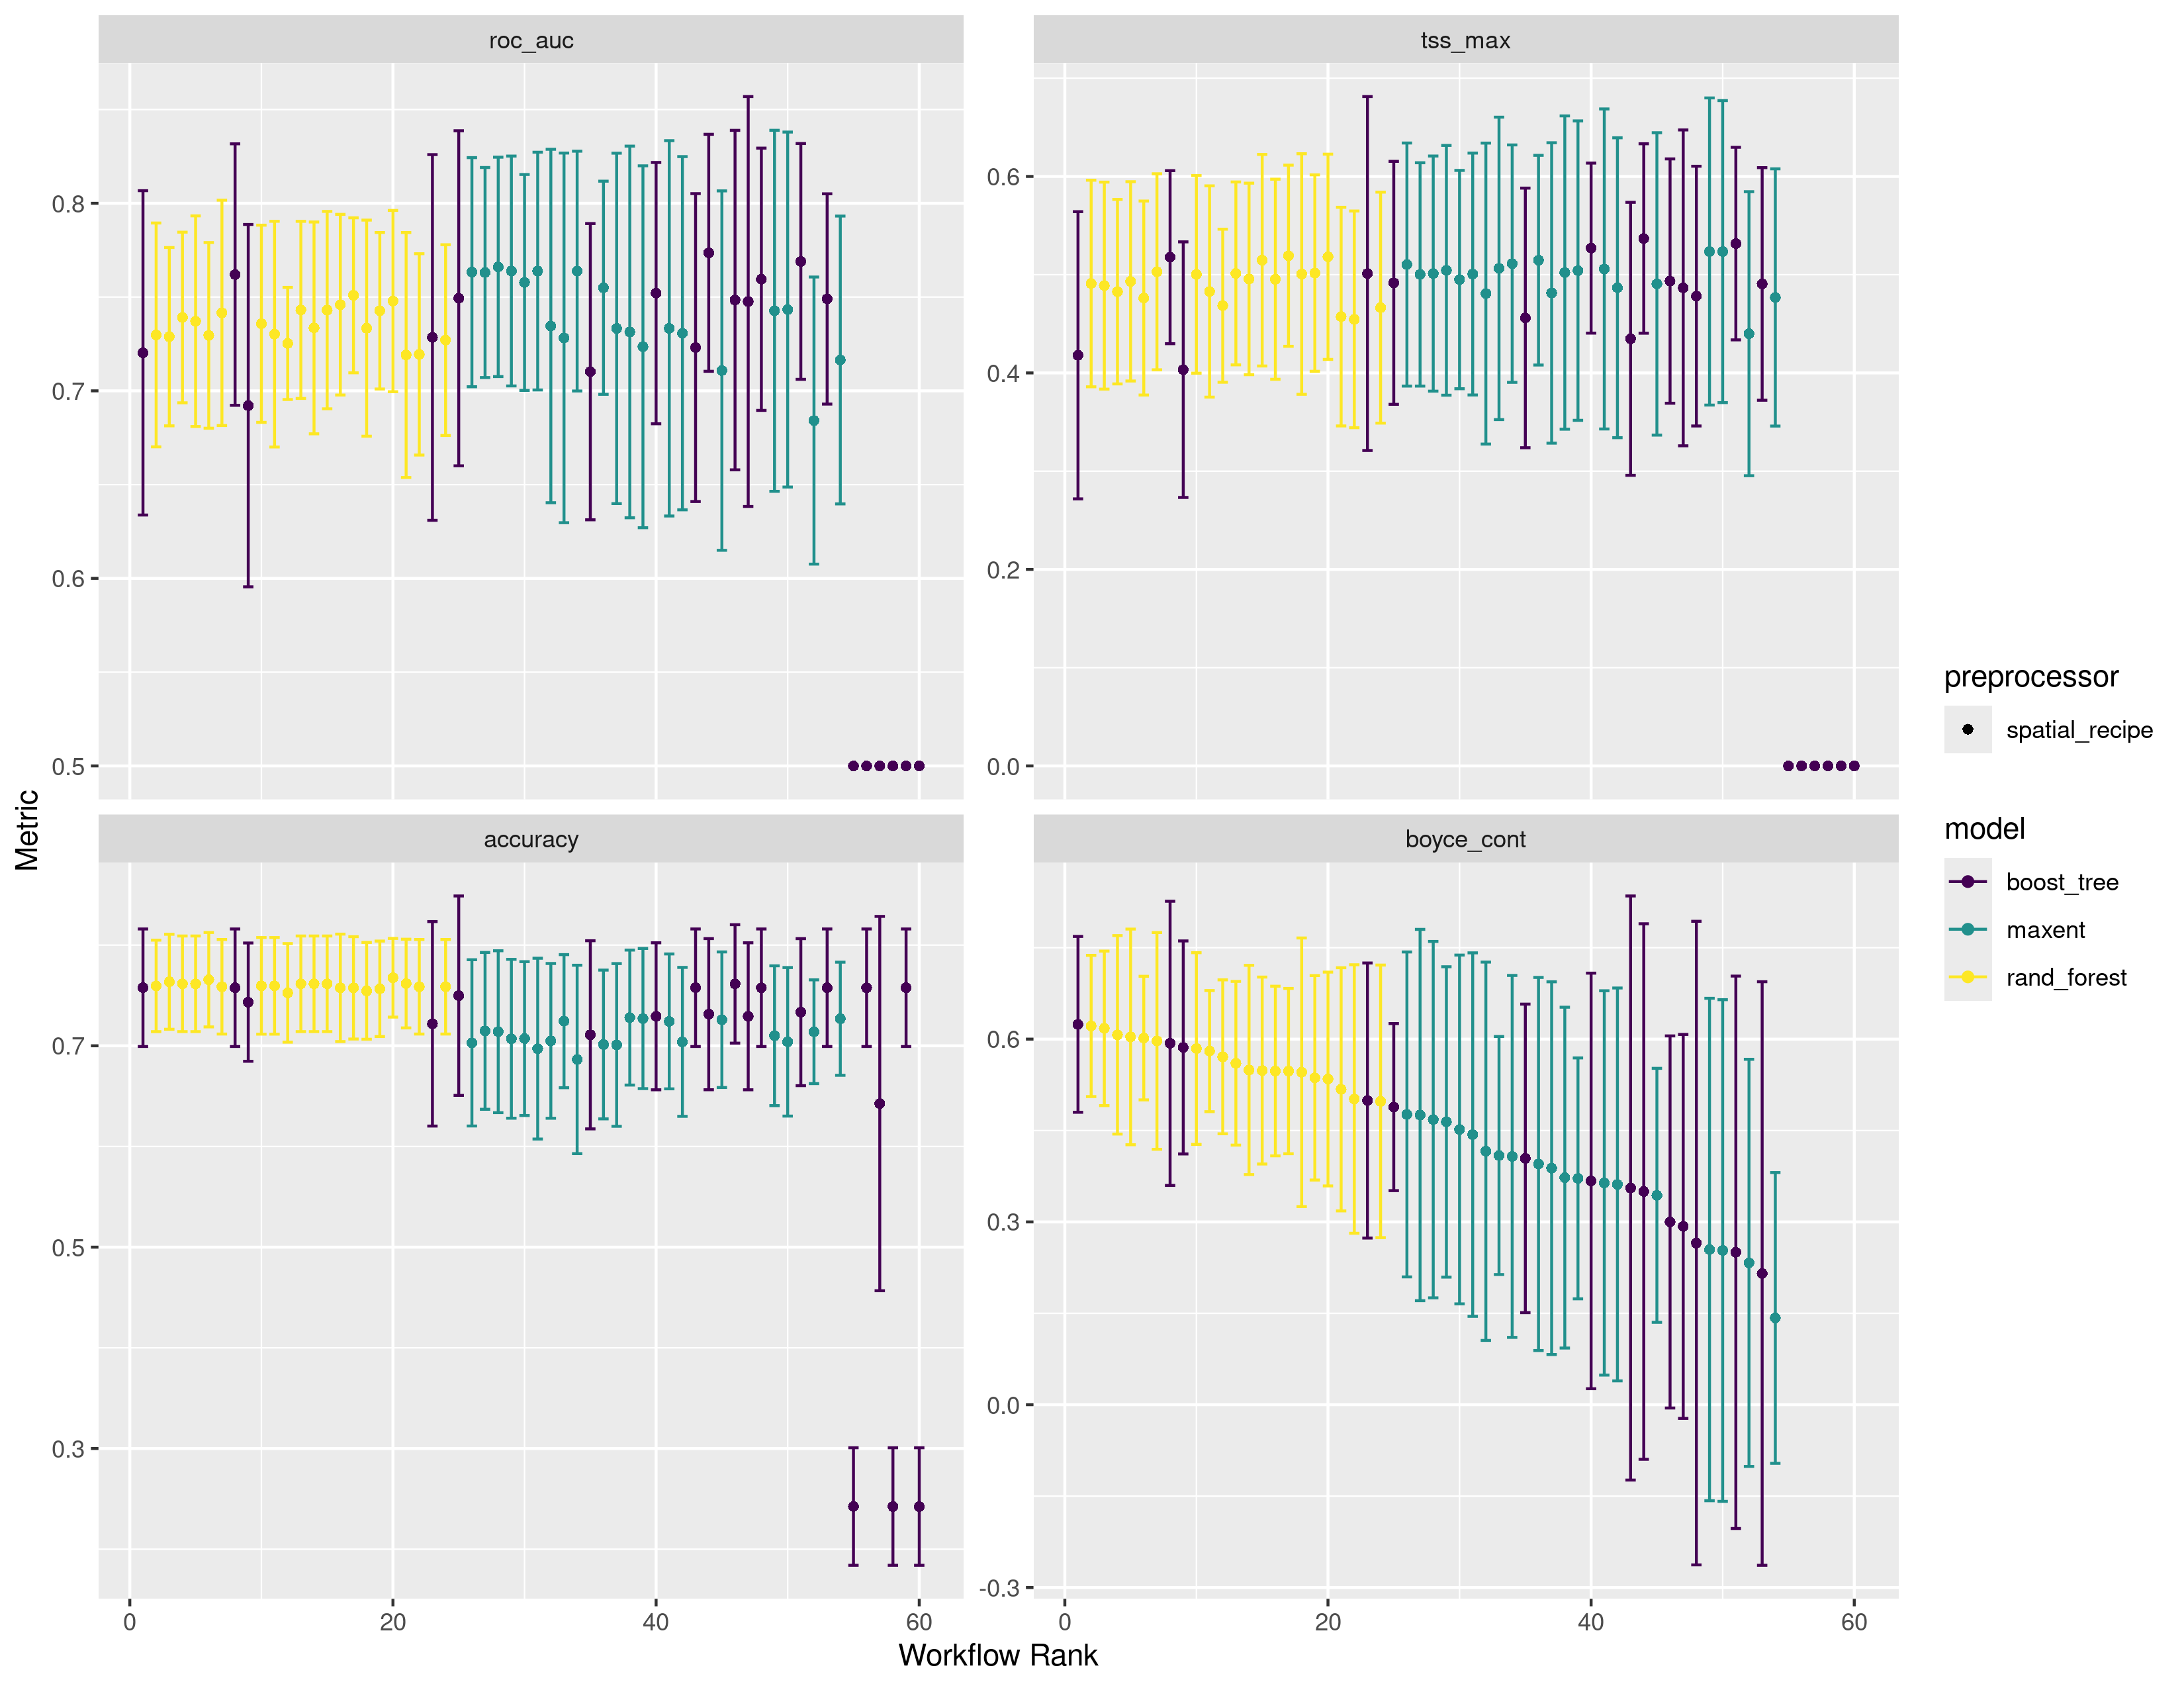 roc_auc
tss_max
0.8
0.7
0.6
0.5
0.6
0.4
0.2
0.0
accuracy
boyce_cont
0.7
0.5
0.3
0.6
0.3
0.0
-0.3
0 20 40 60
0 20 40 60
Workflow Rank
Metric
preprocessor
spatial_recipe
model
boost_tree
maxent
rand_forest